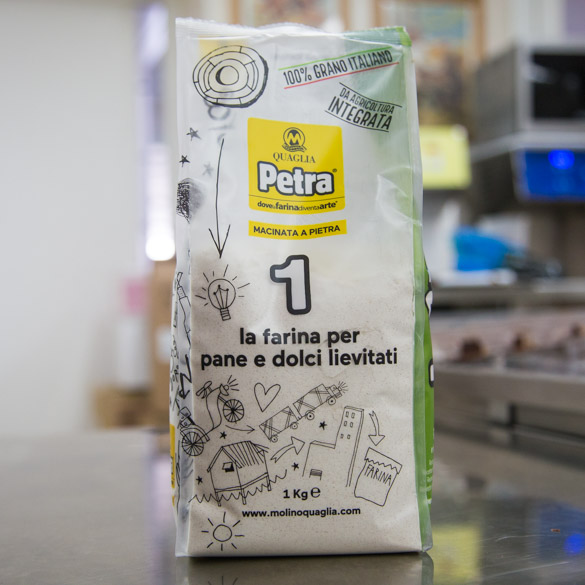 100% GRANO ITALIANO
DA AGRICOLTURA
INTEGRATA
QUAGLIA
Petra®
dovelafarinadiventaarte®
MACINATA A PIETRA
1
la farina per
pane e dolci lievitati
FARINA
1 Kg ℮
www.molinoquaglia.com